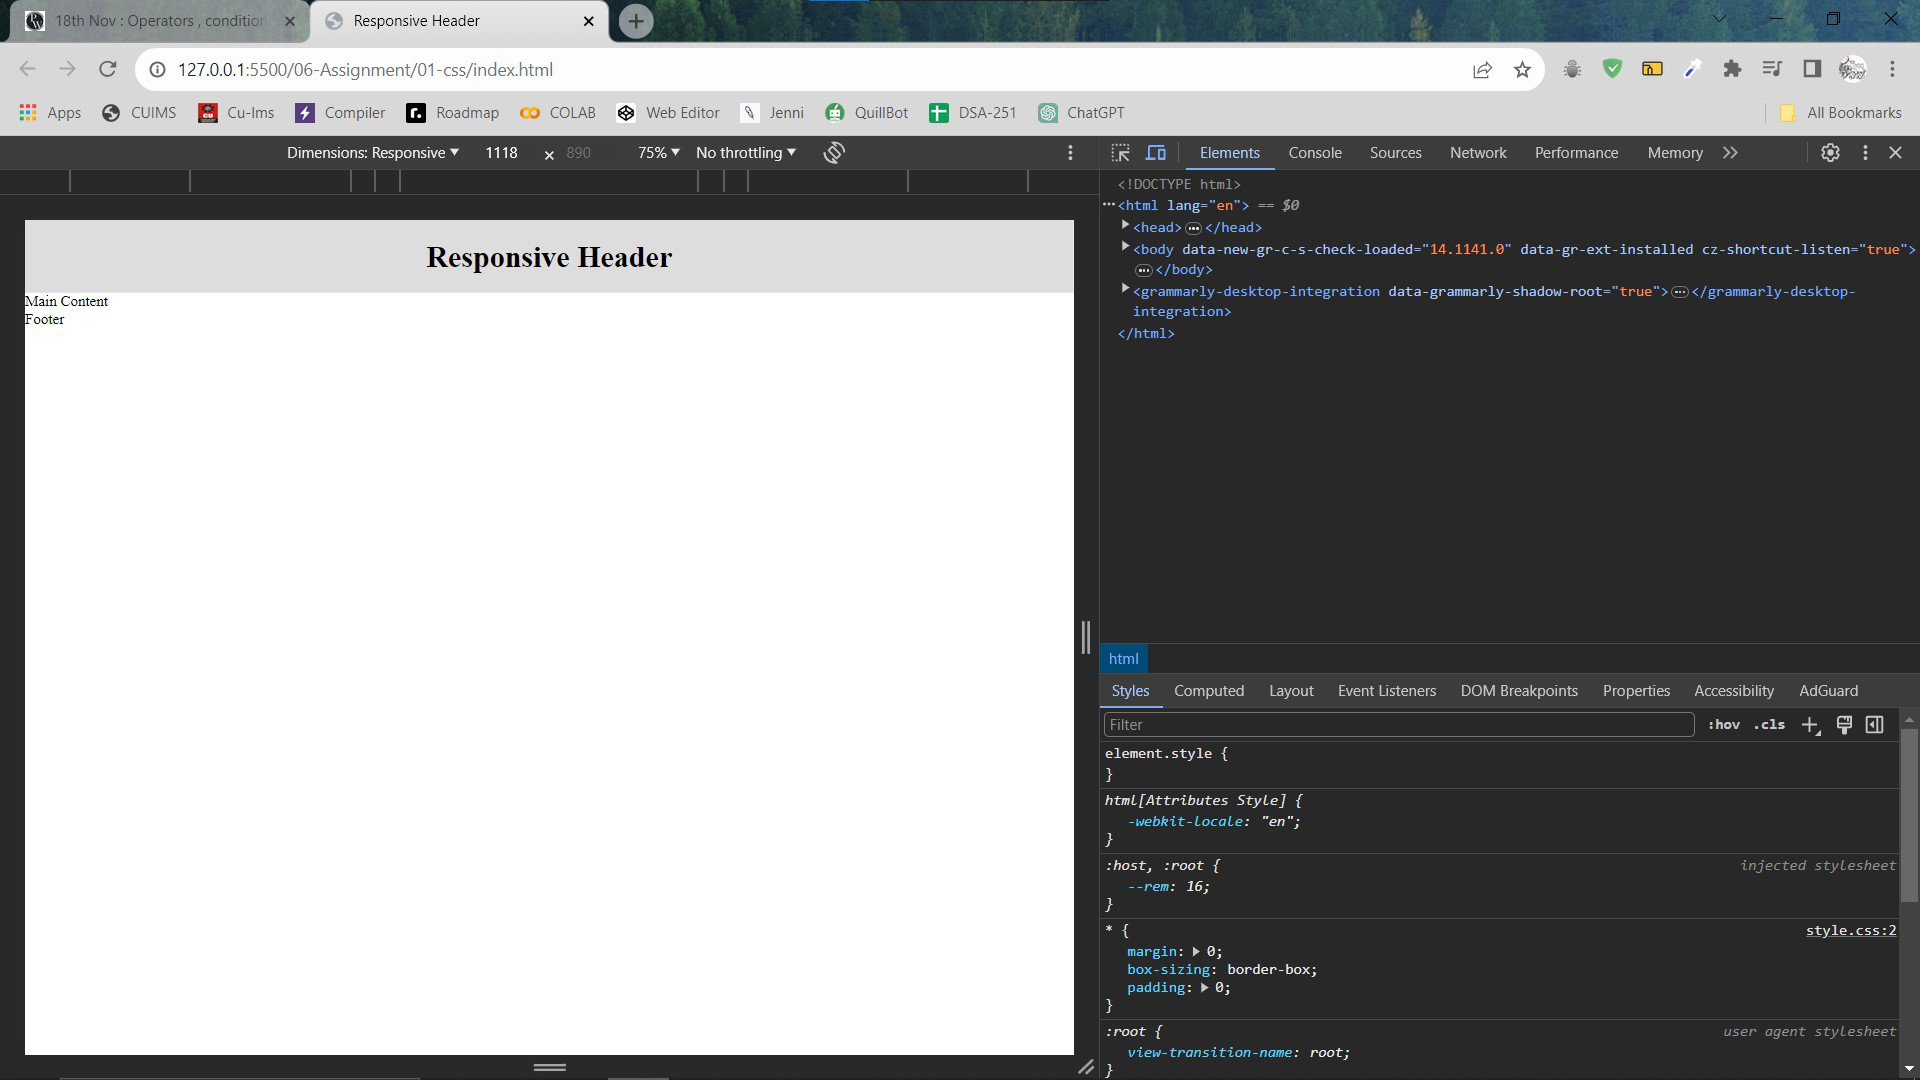 18th Nov : Operators , condition
Responsive Header
127.0.0.1:5500/06-Assignment/01-css/index.html
Apps CUIMS Cu-lms Compiler Roadmap COLAB Web Editor Jenni QuillBot DSA-251 ChatGPT All Bookmarks
Dimensions: Responsive 1118 × 890 75% No throttling
Elements Console Sources Network Performance Memory
Responsive Header
Main Content
Footer
<!DOCTYPE html>
<html lang="en"> == $0
<head>…</head>
<body data-new-gr-c-s-check-loaded="14.1141.0" data-gr-ext-installed cz-shortcut-listen="true">
…</body>
<grammarly-desktop-integration data-grammarly-shadow-root="true">…</grammarly-desktop-
integration>
</html>
html
Styles Computed Layout Event Listeners DOM Breakpoints Properties Accessibility AdGuard
Filter :hov .cls
element.style {
}
html[Attributes Style] {
-webkit-locale: "en";
}
:host, :root { injected stylesheet
--rem: 16;
}
* { style.css:2
margin: 0;
box-sizing: border-box;
padding: 0;
}
:root { user agent stylesheet
view-transition-name: root;
}